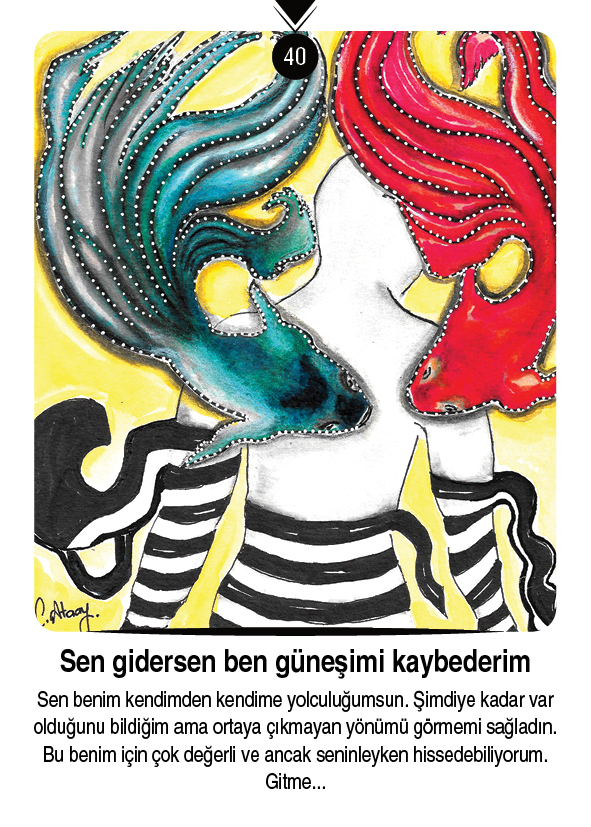 40
C. Ataay.
Sen gidersen ben güneşimi kaybederim
Sen benim kendimden kendime yolculuğumsun. Şimdiye kadar var
olduğunu bildiğim ama ortaya çıkmayan yönümü görmemi sağladın.
Bu benim için çok değerli ve ancak seninleyken hissedebiliyorum.
Gitme...